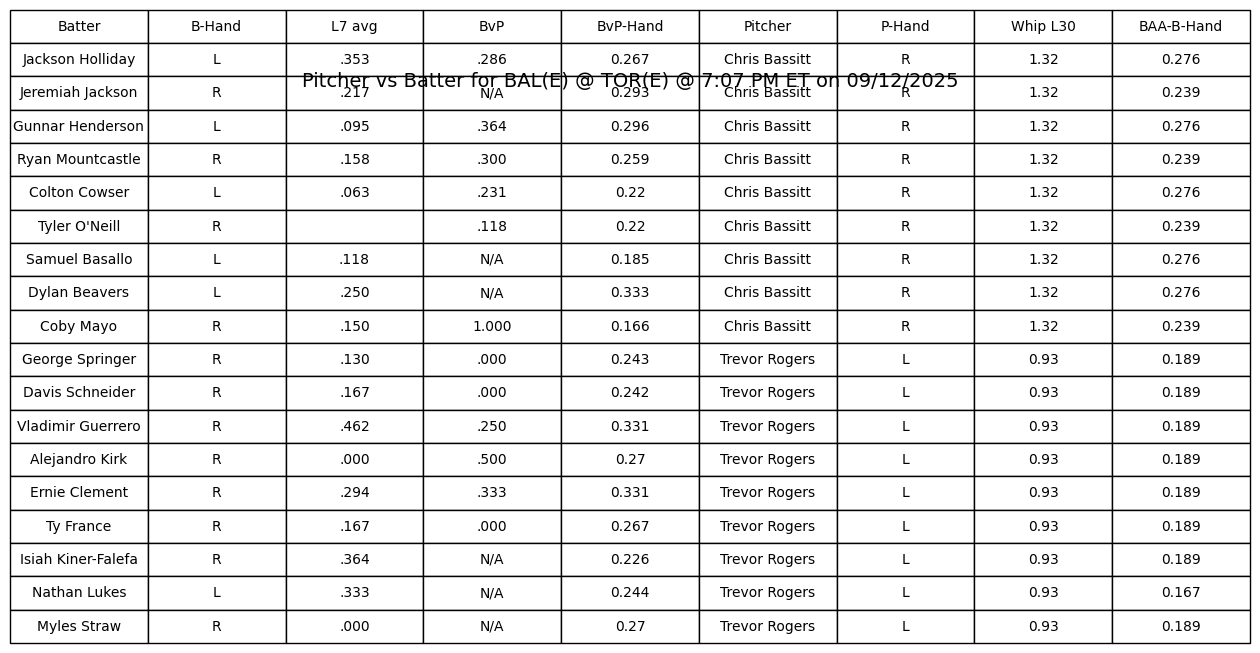 Batter B-Hand L7 avg BvP BvP-Hand Pitcher P-Hand Whip L30 BAA-B-Hand
Jackson Holliday L .353 .286 0.267 Chris Bassitt R 1.32 0.276
Pitcher vs Batter for BAL(E) @ TOR(E) @ 7:07 PM ET on 09/12/2025
Jeremiah Jackson R .217 N/A 0.293 Chris Bassitt R 1.32 0.239
Gunnar Henderson L .095 .364 0.296 Chris Bassitt R 1.32 0.276
Ryan Mountcastle R .158 .300 0.259 Chris Bassitt R 1.32 0.239
Colton Cowser L .063 .231 0.22 Chris Bassitt R 1.32 0.276
Tyler O'Neill R .118 0.22 Chris Bassitt R 1.32 0.239
Samuel Basallo L .118 N/A 0.185 Chris Bassitt R 1.32 0.276
Dylan Beavers L .250 N/A 0.333 Chris Bassitt R 1.32 0.276
Coby Mayo R .150 1.000 0.166 Chris Bassitt R 1.32 0.239
George Springer R .130 .000 0.243 Trevor Rogers L 0.93 0.189
Davis Schneider R .167 .000 0.242 Trevor Rogers L 0.93 0.189
Vladimir Guerrero R .462 .250 0.331 Trevor Rogers L 0.93 0.189
Alejandro Kirk R .000 .500 0.27 Trevor Rogers L 0.93 0.189
Ernie Clement R .294 .333 0.331 Trevor Rogers L 0.93 0.189
Ty France R .167 .000 0.267 Trevor Rogers L 0.93 0.189
Isiah Kiner-Falefa R .364 N/A 0.226 Trevor Rogers L 0.93 0.189
Nathan Lukes L .333 N/A 0.244 Trevor Rogers L 0.93 0.167
Myles Straw R .000 N/A 0.27 Trevor Rogers L 0.93 0.189